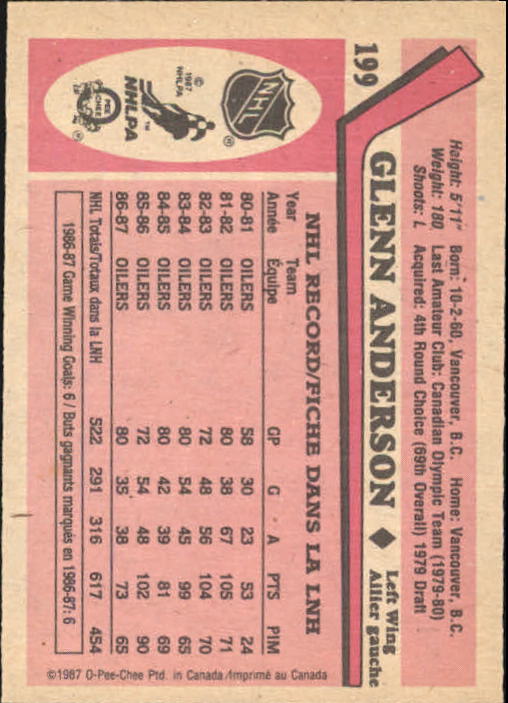 199
GLENN ANDERSON ◆ Left Wing
Ailier gauche
Height: 5'11" Born: 10-2-60, Vancouver, B.C. Home: Vancouver, B.C.
Weight: 180 Last Amateur Club: Canadian Olympic Team (1979-80)
Shoots: L Acquired: 4th Round Choice (69th Overall) 1979 Draft
NHL
© 1987 NHLPA
NHLPA
TM
O PEE CHEE
®
NHL RECORD/FICHE DANS LA LNH
Year Team
Année Équipe GP G A PTS PIM
80-81 OILERS 58 30 23 53 24
81-82 OILERS 80 38 67 105 71
82-83 OILERS 72 48 56 104 70
83-84 OILERS 80 54 45 99 65
84-85 OILERS 80 42 39 81 69
85-86 OILERS 72 54 48 102 90
86-87 OILERS 80 35 38 73 65
NHL Totals/Totaux dans la LNH 522 291 316 617 454
1986-87 Game Winning Goals: 6 / Buts gagnants marqués en 1986-87: 6
©1987 O-Pee-Chee Ptd. in Canada/Imprimé au Canada